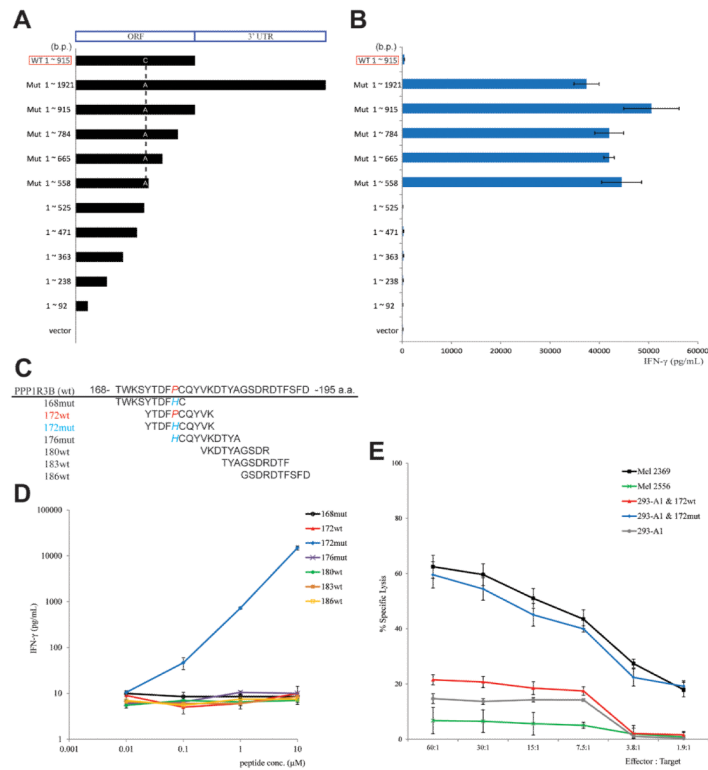 A
ORF 3' UTR
(b.p.)
WT 1 ~ 915 C
Mut 1 ~ 1921 A
Mut 1 ~ 915 A
Mut 1 ~ 784 A
Mut 1 ~ 665 A
Mut 1 ~ 558 A
1 ~ 525
1 ~ 471
1 ~ 363
1 ~ 238
1 ~ 92
vector
B
(b.p.)
WT 1 ~ 915
Mut 1 ~ 1921
Mut 1 ~ 915
Mut 1 ~ 784
Mut 1 ~ 665
Mut 1 ~ 558
1 ~ 525
1 ~ 471
1 ~ 363
1 ~ 238
1 ~ 92
vector
0 10000 20000 30000 40000 50000 60000
IFN-γ (pg/mL)
C
PPP1R3B (wt) 168- TWKSYTDFPCQYVKDTYAGSDRDTFSFD -195 a.a.
168mut TWKSYTDFHC
172wt YTDFPCQYVK
172mut YTDFHCQYVK
176mut HCQYVKDTYA
180wt VKDTYAGSDR
183wt TYAGSDRDTF
186wt GSDRDTFSFD
D
IFN-γ (pg/mL)
100000
10000
1000
100
10
1
0.001 0.01 0.1 1 10
peptide conc. (μM)
168mut
172wt
172mut
176mut
180wt
183wt
186wt
E
% Specific Lysis
100
80
60
40
20
0
60:1 30:1 15:1 7.5:1 3.8:1 1.9:1
Effector : Target
Mel 2369
Mel 2556
293-A1 & 172wt
293-A1 & 172mut
293-A1